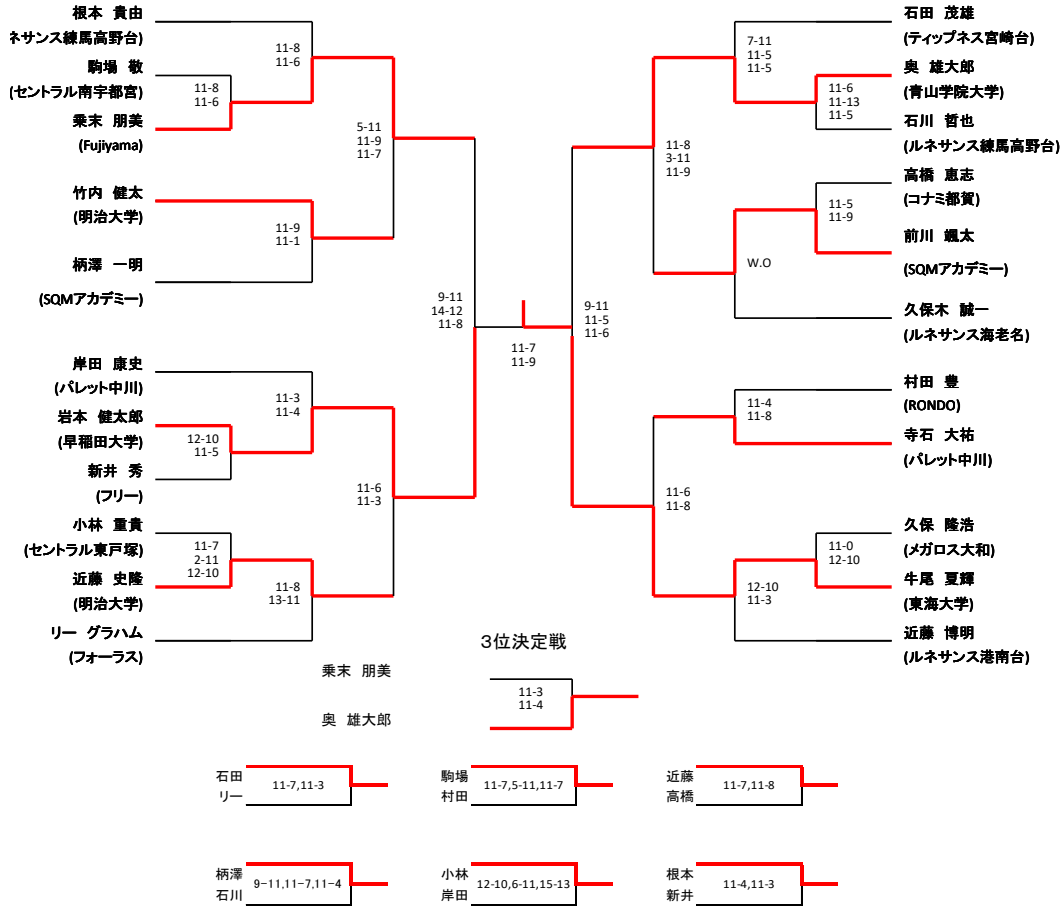 根本 貴由
ネサンス練馬高野台)
11-8
11-6
駒場 敬
(セントラル南宇都宮)
11-8
11-6
乗末 朋美
(Fujiyama)
5-11
11-9
11-7
竹内 健太
(明治大学)
11-9
11-1
柄澤 一明
(SQMアカデミー)
9-11
14-12
11-8
岸田 康史
(パレット中川)
11-3
11-4
岩本 健太郎
(早稲田大学)
12-10
11-5
新井 秀
(フリー)
11-6
11-3
小林 重貴
(セントラル東戸塚)
11-7
2-11
12-10
近藤 史隆
(明治大学)
11-8
13-11
リー グラハム
(フォーラス)
11-7
11-9
石田 茂雄
(ティップネス宮崎台)
7-11
11-5
11-5
奥 雄大郎
(青山学院大学)
11-6
11-13
11-5
石川 哲也
(ルネサンス練馬高野台)
11-8
3-11
11-9
高橋 恵志
(コナミ都賀)
11-5
11-9
前川 颯太
(SQMアカデミー)
W.O
久保木 誠一
(ルネサンス海老名)
9-11
11-5
11-6
村田 豊
(RONDO)
11-4
11-8
寺石 大祐
(パレット中川)
11-6
11-8
久保 隆浩
(メガロス大和)
11-0
12-10
牛尾 夏輝
(東海大学)
12-10
11-3
近藤 博明
(ルネサンス港南台)
3位決定戦
乗末 朋美
11-3
11-4
奥 雄大郎
石田
11-7,11-3
リー
駒場
11-7,5-11,11-7
村田
近藤
11-7,11-8
高橋
柄澤
9-11,11-7,11-4
石川
小林
12-10,6-11,15-13
岸田
根本
11-4,11-3
新井